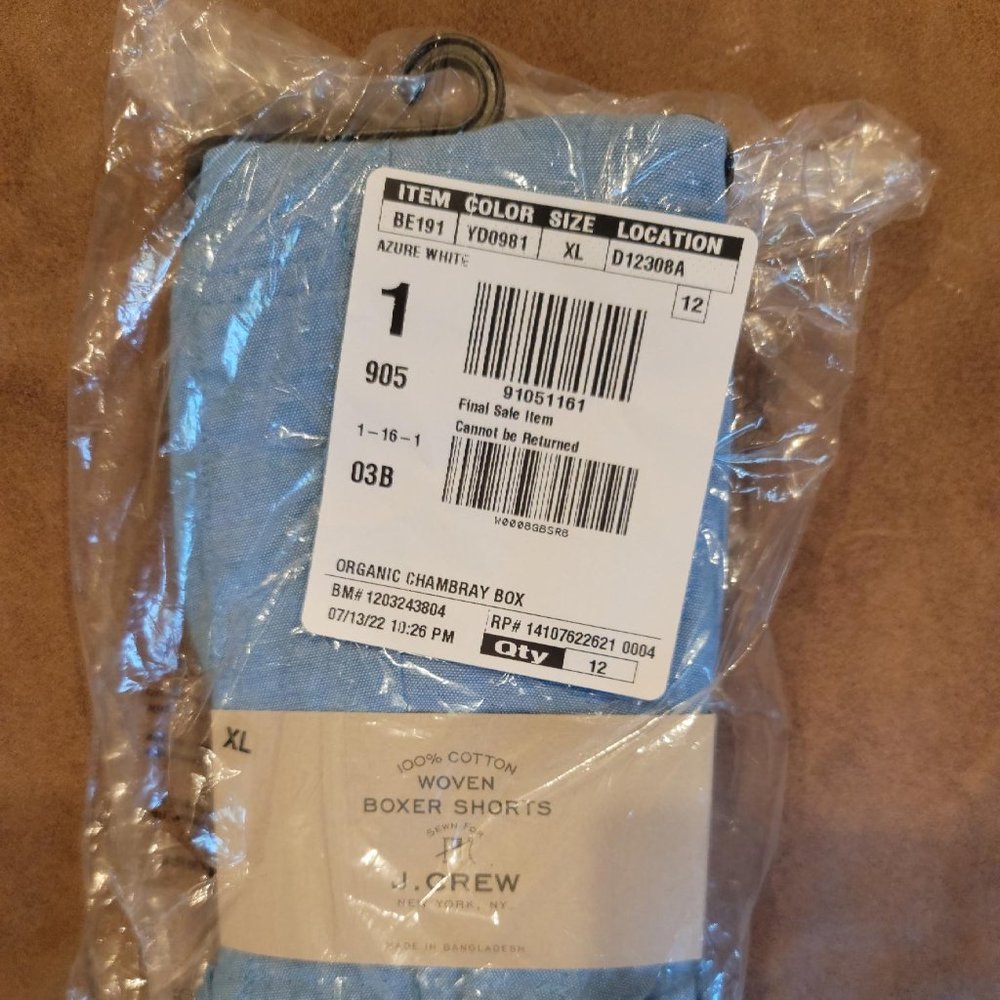 ITEM COLOR SIZE LOCATION
BE191 YD0981 XL D12308A
AZURE WHITE
12
1
91051161
905
Final Sale Item
Cannot be Returned
1-16-1
03B
W0008GBSR8
ORGANIC CHAMBRAY BOX
BM# 1203243804
RP# 14107622621 0004
07/13/22 10:26 PM
Qty 12
XL
100% COTTON
WOVEN
BOXER SHORTS
SEWN FOR
J.CREW
NEW YORK, NY
MADE IN BANGLADESH